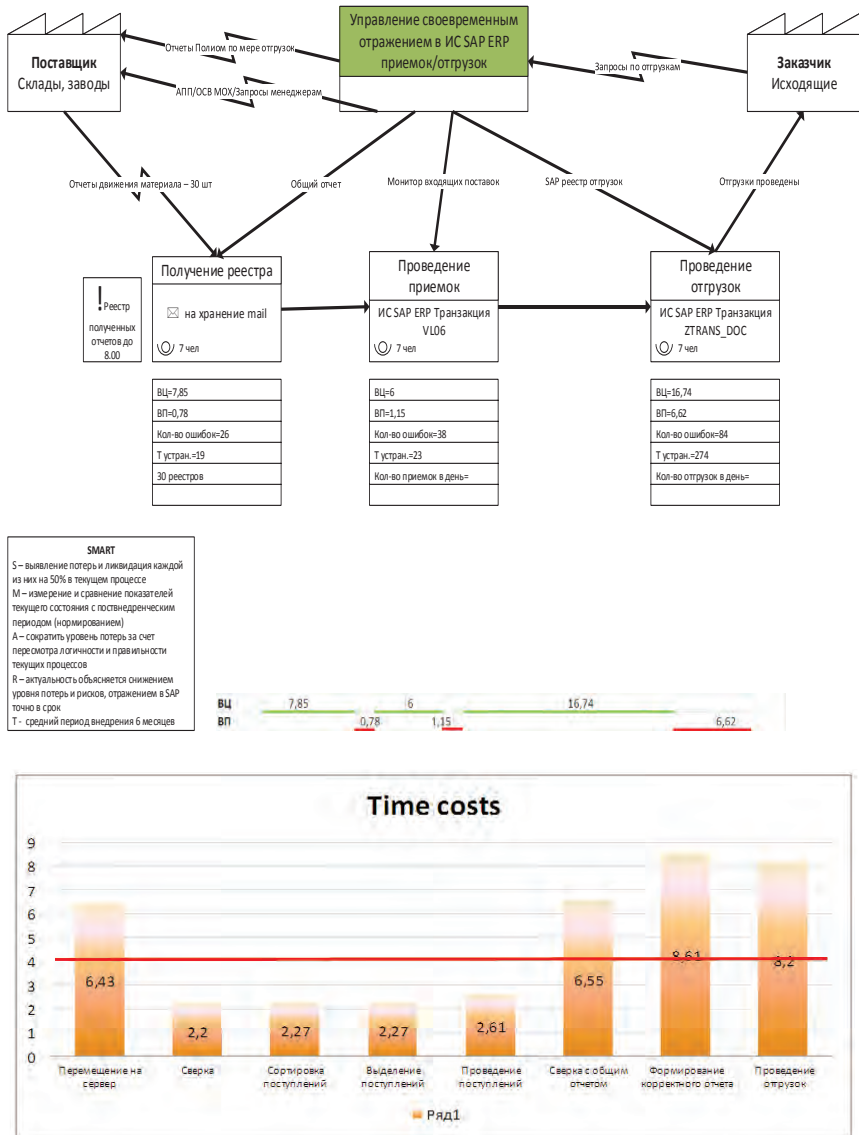 Управление своевременным
отражением в ИС SAP ERP
приемок/отгрузок
Поставщик
Склады, заводы
Отчеты Полиом по мере отгрузок
АПП/ОСВ МОХ/Запросы менеджерам
Запросы по отгрузкам
Заказчик
Исходящие
Отчеты движения материала – 30 шт
Общий отчет
Монитор входящих поставок
SAP реестр отгрузок
Отгрузки проведены
! Реестр
полученных
отчетов до
8.00
Получение реестра
на хранение mail
7 чел
Проведение
приемок
ИС SAP ERP Транзакция
VL06
7 чел
Проведение
отгрузок
ИС SAP ERP Транзакция
ZTRANS_DOC
7 чел
ВЦ=7,85
ВП=0,78
Кол-во ошибок=26
Т устран.=19
30 реестров
ВЦ=6
ВП=1,15
Кол-во ошибок=38
Т устран.=23
Кол-во приемок в день=
ВЦ=16,74
ВП=6,62
Кол-во ошибок=84
Т устран.=274
Кол-во отгрузок в день=
SMART
S – выявление потерь и ликвидация каждой
из них на 50% в текущем процессе
M – измерение и сравнение показателей
текущего состояния с поствнедренческим
периодом (нормированием)
A – сократить уровень потерь за счет
пересмотра логичности и правильности
текущих процессов
R – актуальность объясняется снижением
уровня потерь и рисков, отражением в SAP
точно в срок
T - средний период внедрения 6 месяцев
ВЦ 7,85 6 16,74
ВП 0,78 1,15 6,62
Time costs
9
8
7
6
5
4
3
2
1
0
6,43
2,2
2,27
2,27
2,61
6,55
8,61
8,2
Перемещение на
сервер
Сверка
Сортировка
поступлений
Выделение
поступлений
Проведение
поступлений
Сверка с общим
отчетом
Формирование
корректного отчета
Проведение
отгрузок
Ряд1